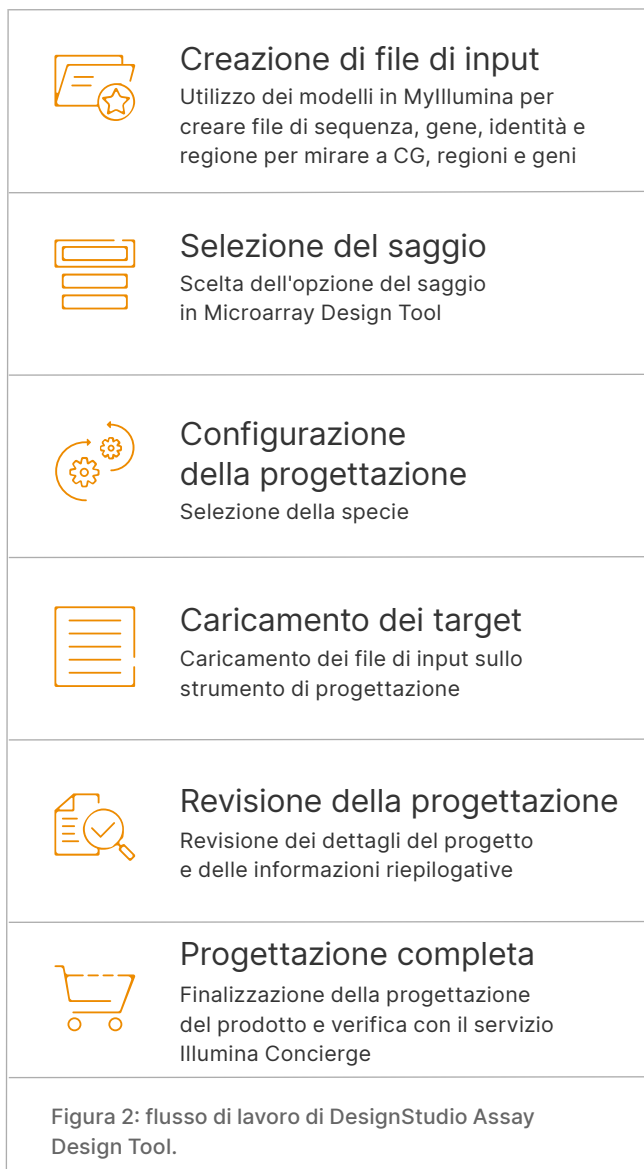 Creazione di file di input
Utilizzo dei modelli in MyIllumina per
creare file di sequenza, gene, identità e
regione per mirare a CG, regioni e geni
Selezione del saggio
Scelta dell'opzione del saggio
in Microarray Design Tool
Configurazione
della progettazione
Selezione della specie
Caricamento dei target
Caricamento dei file di input sullo
strumento di progettazione
Revisione della progettazione
Revisione dei dettagli del progetto
e delle informazioni riepilogative
Progettazione completa
Finalizzazione della progettazione
del prodotto e verifica con il servizio
Illumina Concierge
Figura 2: flusso di lavoro di DesignStudio Assay
Design Tool.